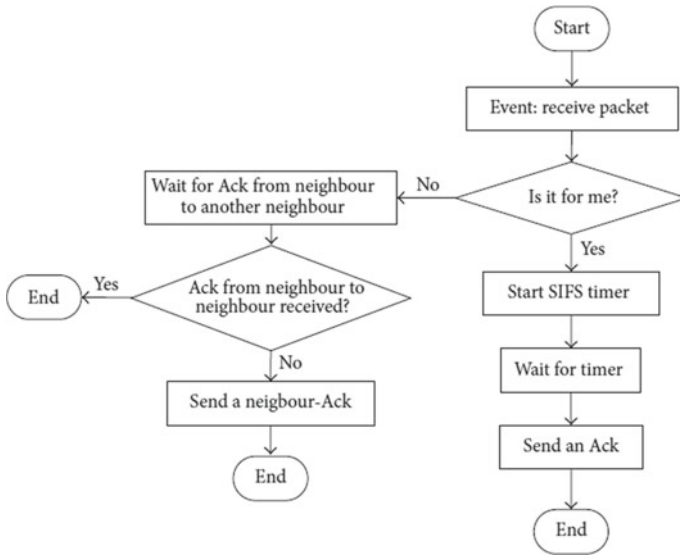 Start
Event: receive packet
Is it for me?
No
Wait for Ack from neighbour
to another neighbour
Yes
Ack from neighbour to
neighbour received?
Yes
End
No
Send a neigbour-Ack
End
Start SIFS timer
Wait for timer
Send an Ack
End